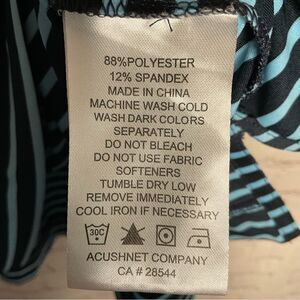 88%POLYESTER
12% SPANDEX
MADE IN CHINA
MACHINE WASH COLD
WASH DARK COLORS
SEPARATELY
DO NOT BLEACH
DO NOT USE FABRIC
SOFTENERS
TUMBLE DRY LOW
REMOVE IMMEDIATELY
COOL IRON IF NECESSARY
30C
ACUSHNET COMPANY
CA # 28544